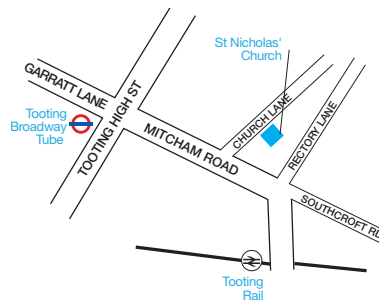 St Nicholas'
Church
GARRATT LANE
Tooting
Broadway
Tube
TOOTING HIGH ST
MITCHAM ROAD
CHURCH LANE
RECTORY LANE
SOUTHCROFT RD
Tooting
Rail